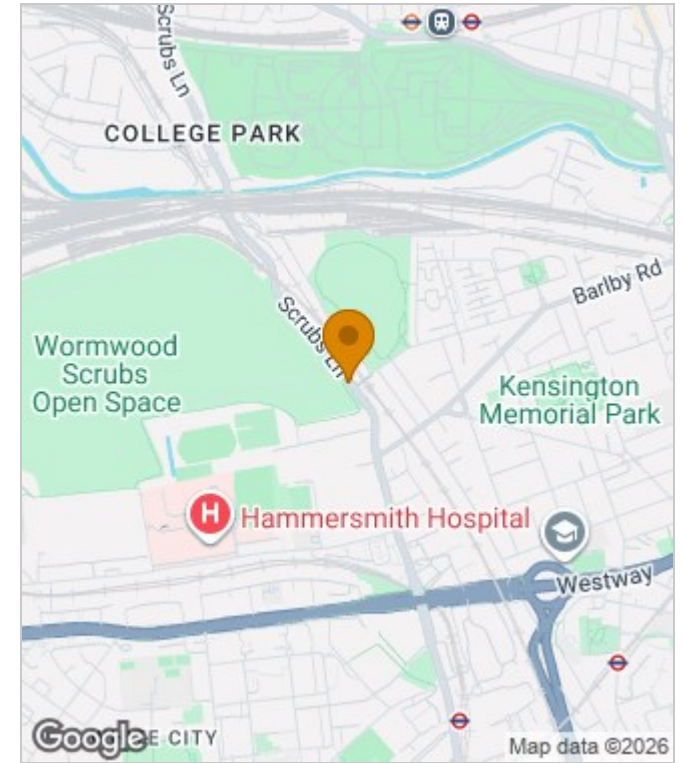 Scrubs Ln
COLLEGE PARK
Barlby Rd
Scrubs Ln
Wormwood
Scrubs
Open Space
Kensington
Memorial Park
H
Hammersmith Hospital
Westway
Google
E CITY
Map data ©2026